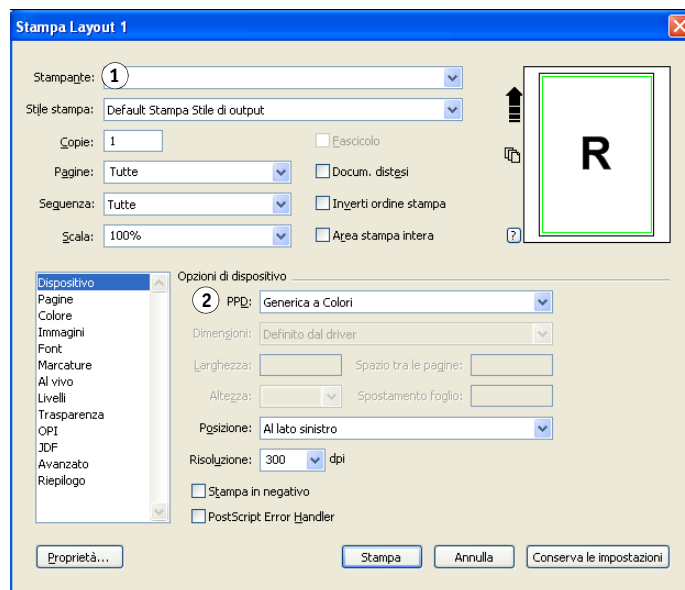 Stampa Layout 1
Stampante: 1
Stile stampa: Default Stampa Stile di output
Copie: 1 Fascicolo
Pagine: Tutte Docum. distesi
Sequenza: Tutte Inverti ordine stampa
Scala: 100% Area stampa intera ?
R
Dispositivo
Pagine
Colore
Immagini
Font
Marcature
Al vivo
Livelli
Trasparenza
OPI
JDF
Avanzato
Riepilogo
Opzioni di dispositivo
2 PPD: Generica a Colori
Dimensioni: Definito dal driver
Larghezza: Spazio tra le pagine:
Altezza: Spostamento foglio:
Posizione: Al lato sinistro
Risoluzione: 300 dpi
Stampa in negativo
PostScript Error Handler
Proprietà... Stampa Annulla Conserva le impostazioni